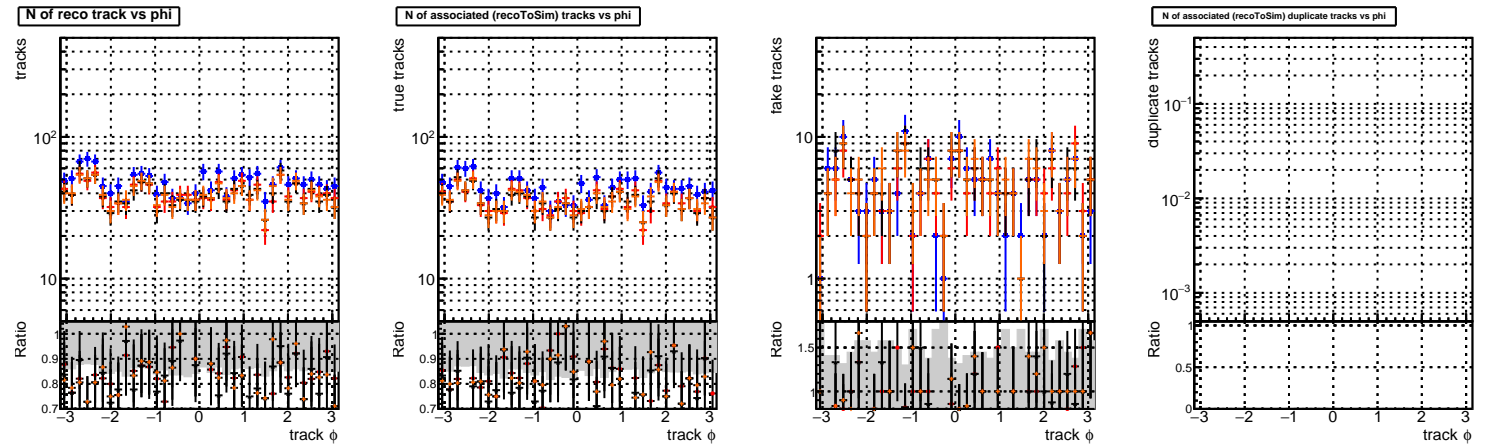 N of reco track vs phi
tracks
10²
10
Ratio
1
0.9
0.8
0.7
−3 −2 −1 0 1 2 3
track ϕ
N of associated (recoToSim) tracks vs phi
true tracks
10²
10
Ratio
1
0.9
0.8
0.7
−3 −2 −1 0 1 2 3
track ϕ
fake tracks
10
1
Ratio
1.5
1
−3 −2 −1 0 1 2 3
track ϕ
N of associated (recoToSim) duplicate tracks vs phi
duplicate tracks
10⁻¹
10⁻²
10⁻³
Ratio
1
0.5
0
−3 −2 −1 0 1 2 3
track ϕ